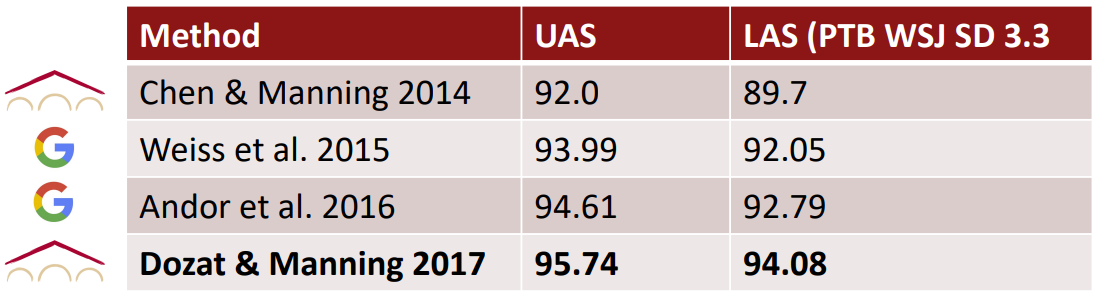 Method UAS LAS (PTB WSJ SD 3.3
Chen & Manning 2014 92.0 89.7
Weiss et al. 2015 93.99 92.05
Andor et al. 2016 94.61 92.79
Dozat & Manning 2017 95.74 94.08